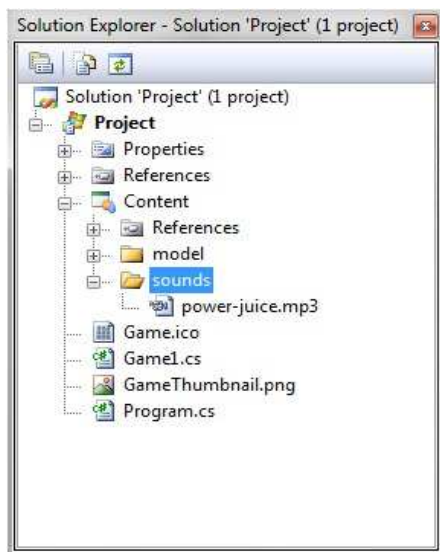 Solution Explorer - Solution 'Project' (1 project)
Solution 'Project' (1 project)
Project
Properties
References
Content
References
model
sounds
power-juice.mp3
Game.ico
Game1.cs
GameThumbnail.png
Program.cs